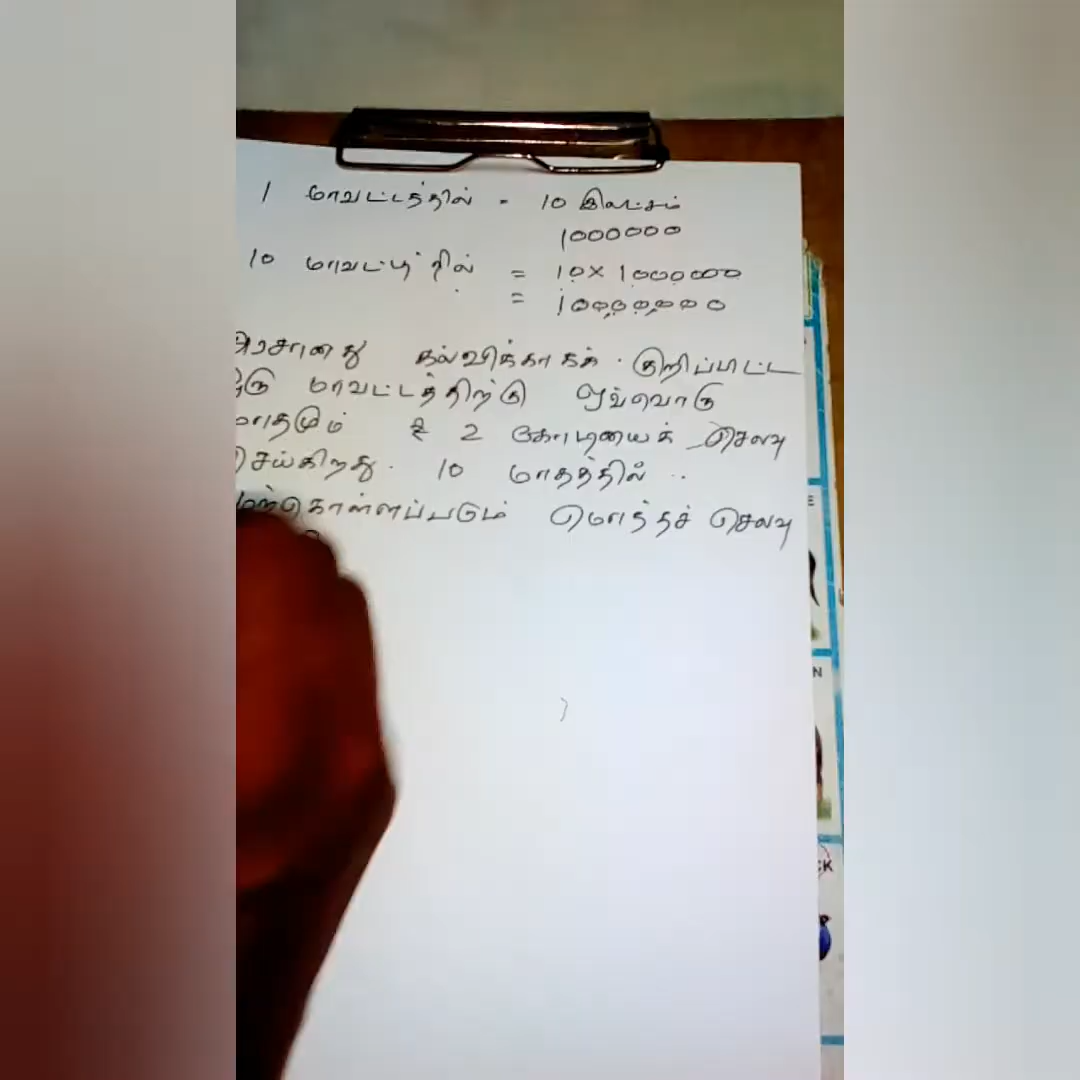 1 மாவட்டத்தில் = 10 இலட்சம்
1000000
10 மாவட்டத்தில் = 10 x 1000000
= 10000000
அரசானது கல்விக்காகக் குறிப்பிட்ட
ஒரு மாவட்டத்திற்கு ஒவ்வொரு
மாதமும் ₹ 2 கோடியைக் செலவு
செய்கிறது. 10 மாதத்தில் ..
மேற்கொள்ளப்படும் மொத்தச் செலவு
E
N
CK